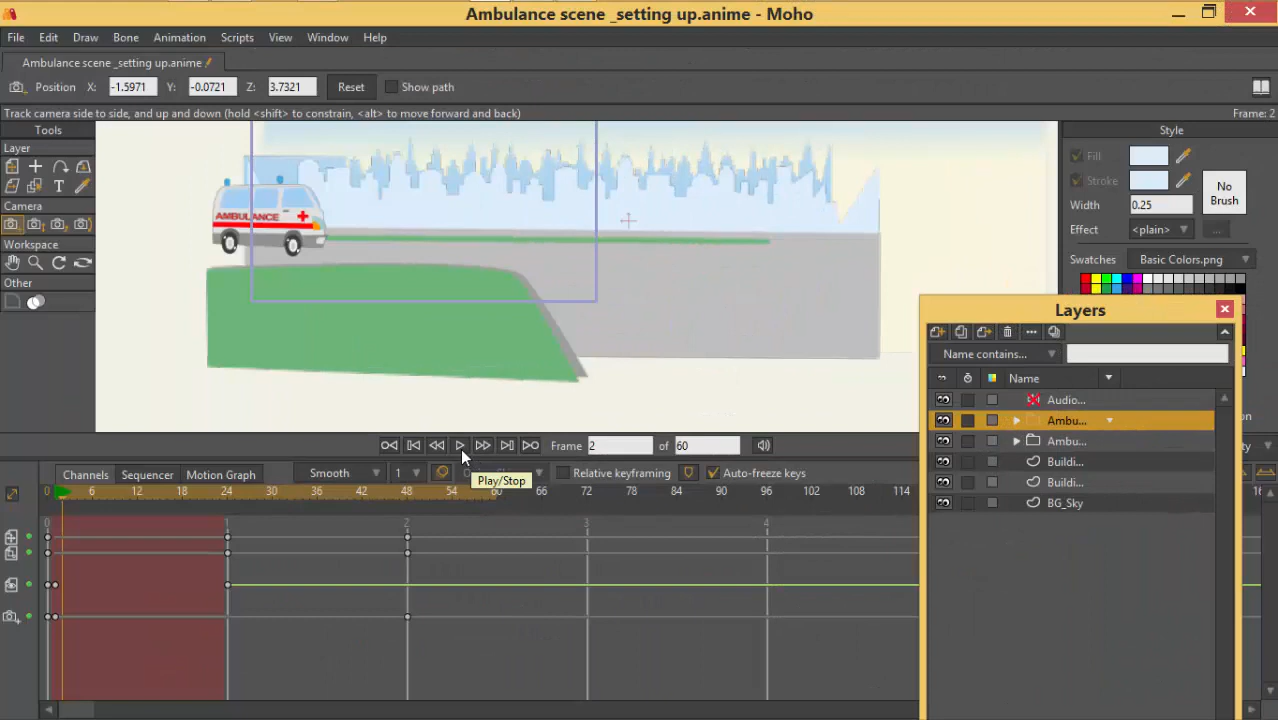 Ambulance scene _setting up.anime - Moho
File Edit Draw Bone Animation Scripts View Window Help
Ambulance scene _setting up.anime
Position X: -1.5971 Y: -0.0721 Z: 3.7321 Reset Show path
Track camera side to side, and up and down (hold <shift> to constrain, <alt> to move forward and back) Frame: 2
Tools
Layer
Camera
Workspace
Other
AMBULANCE
Style
Fill
Stroke
No Brush
Width 0.25
Effect <plain> ...
Swatches Basic Colors.png
Layers
Name contains...
Name
Audio...
Ambu...
Ambu...
Buildi...
Buildi...
BG_Sky
Frame 2 of 60
Channels Sequencer Motion Graph Smooth 1 Relative keyframing Auto-freeze keys
Play/Stop
0 6 12 18 24 30 36 42 48 54 60 66 72 78 84 90 96 102 108 114
0 1 2 3 4